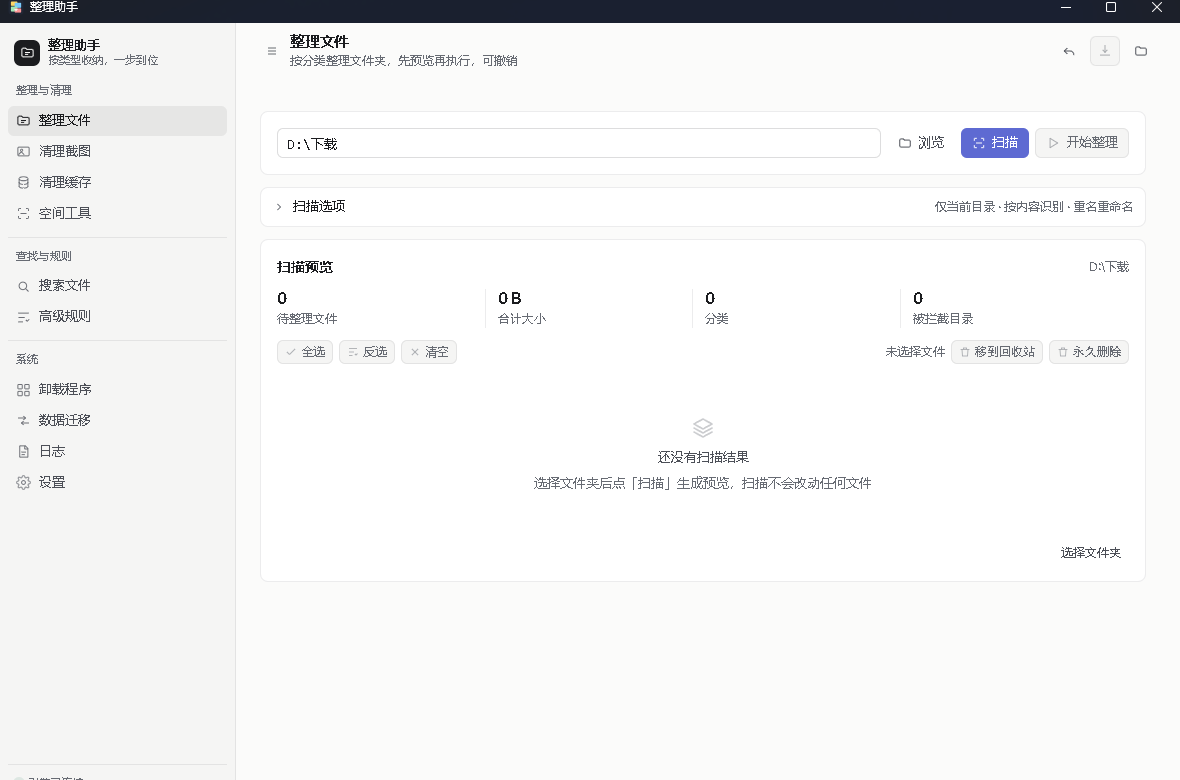 整理助手
整理助手
按类型收纳，一步到位
整理与清理
整理文件
清理截图
清理缓存
空间工具
查找与规则
搜索文件
高级规则
系统
卸载程序
数据迁移
日志
设置
整理文件
按分类整理文件夹，先预览再执行，可撤销
D:\下载
浏览
扫描
开始整理
扫描选项
仅当前目录 · 按内容识别 · 重名重命名
扫描预览
D:\下载
0
待整理文件
0 B
合计大小
0
分类
0
被拦截目录
全选
反选
清空
未选择文件
移到回收站
永久删除
还没有扫描结果
选择文件夹后点「扫描」生成预览，扫描不会改动任何文件
选择文件夹